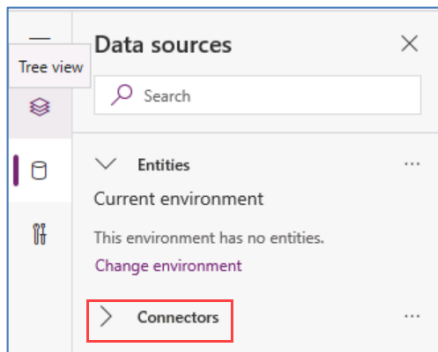 Data sources
Tree view
Search
Entities
Current environment
This environment has no entities.
Change environment
Connectors